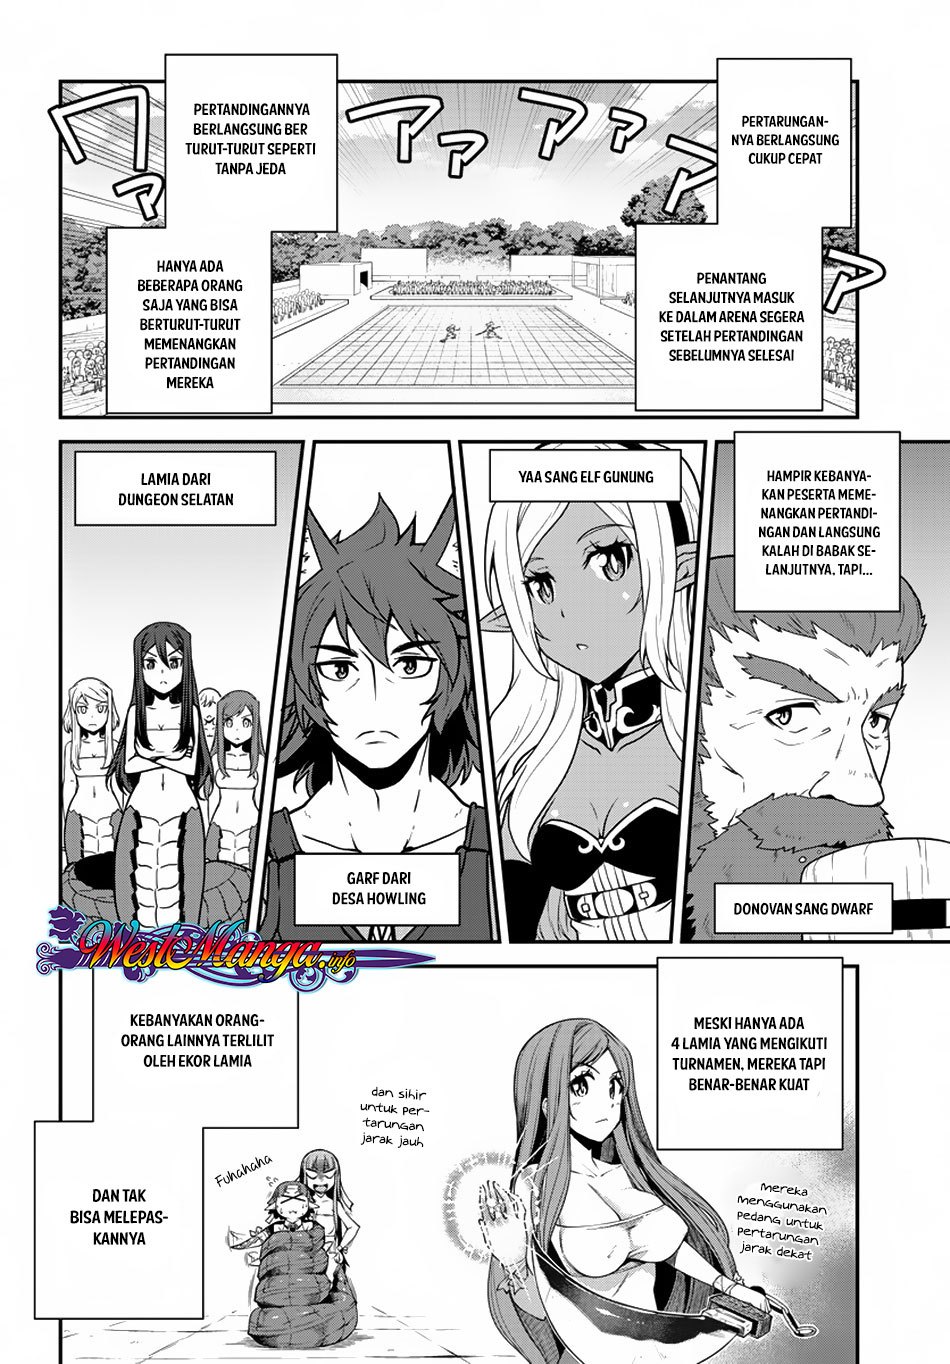 PERTARUNGAN-
NYA BERLANGSUNG
CUKUP CEPAT
PENANTANG
SELANJUTNYA MASUK
KE DALAM ARENA SEGERA
SETELAH PERTANDINGAN
SEBELUMNYA SELESAI
ワァ
ァ
ワァァ
ワァァァ
PERTANDINGANNYA
BERLANGSUNG BER
TURUT-TURUT SEPERTI
TANPA JEDA
HANYA ADA
BEBERAPA ORANG
SAJA YANG BISA
BERTURUT-TURUT
MEMENANGKAN
PERTANDINGAN
MEREKA
HAMPIR KEBANYA-
KAN PESERTA MEME-
NANGKAN PERTANDI-
NGAN DAN LANGSUNG
KALAH DI BABAK SE-
LANJUTNYA, TAPI...
DONOVAN SANG DWARF
YAA SANG ELF GUNUNG
GARF DARI
DESA HOWLING
LAMIA DARI
DUNGEON SELATAN
WestManga.info
MESKI HANYA ADA
4 LAMIA YANG MENGIKUTI
TURNAMEN, MEREKA TAPI
BENAR-BENAR KUAT
mereka
menggunakan
pedang untuk
pertarungan
jarak dekat
dan sihir
untuk per-
tarungan
jarak jauh
KEBANYAKAN ORANG-
ORANG LAINNYA TERLILIT
OLEH EKOR LAMIA
Fuhahaha
DAN TAK
BISA MELEPAS-
KANNYA